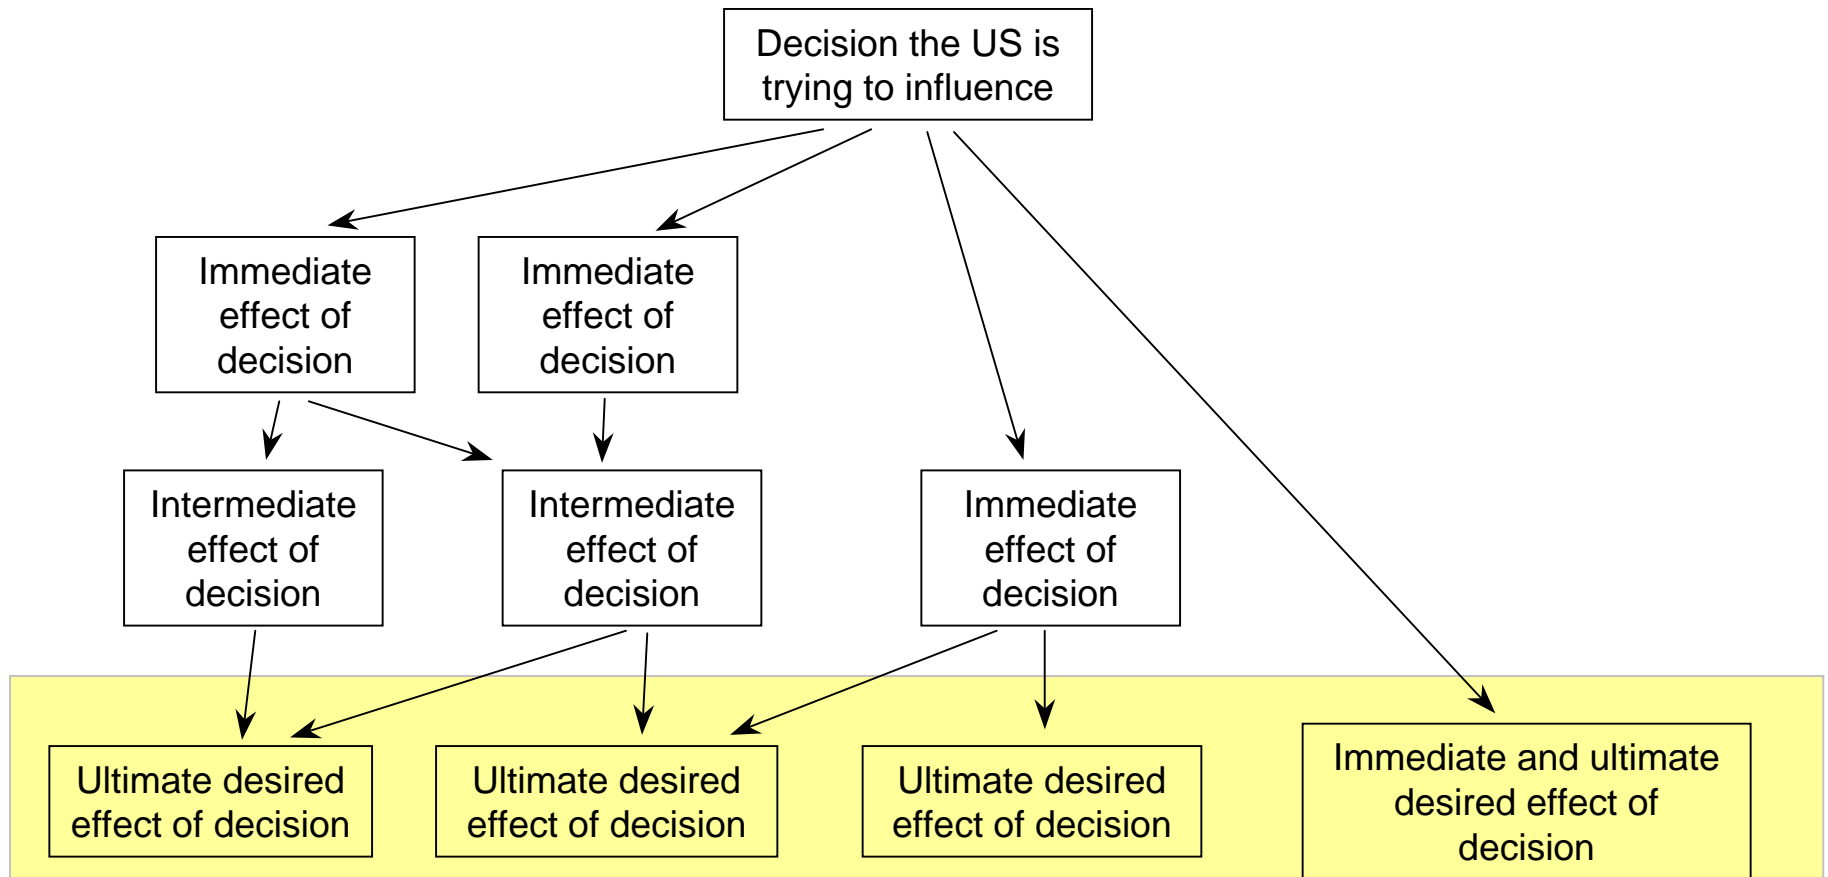 Decision the US is
trying to influence
Immediate
effect of
decision
Immediate
effect of
decision
Intermediate
effect of
decision
Intermediate
effect of
decision
Immediate
effect of
decision
Ultimate desired
effect of decision
Ultimate desired
effect of decision
Ultimate desired
effect of decision
Immediate and ultimate
desired effect of
decision